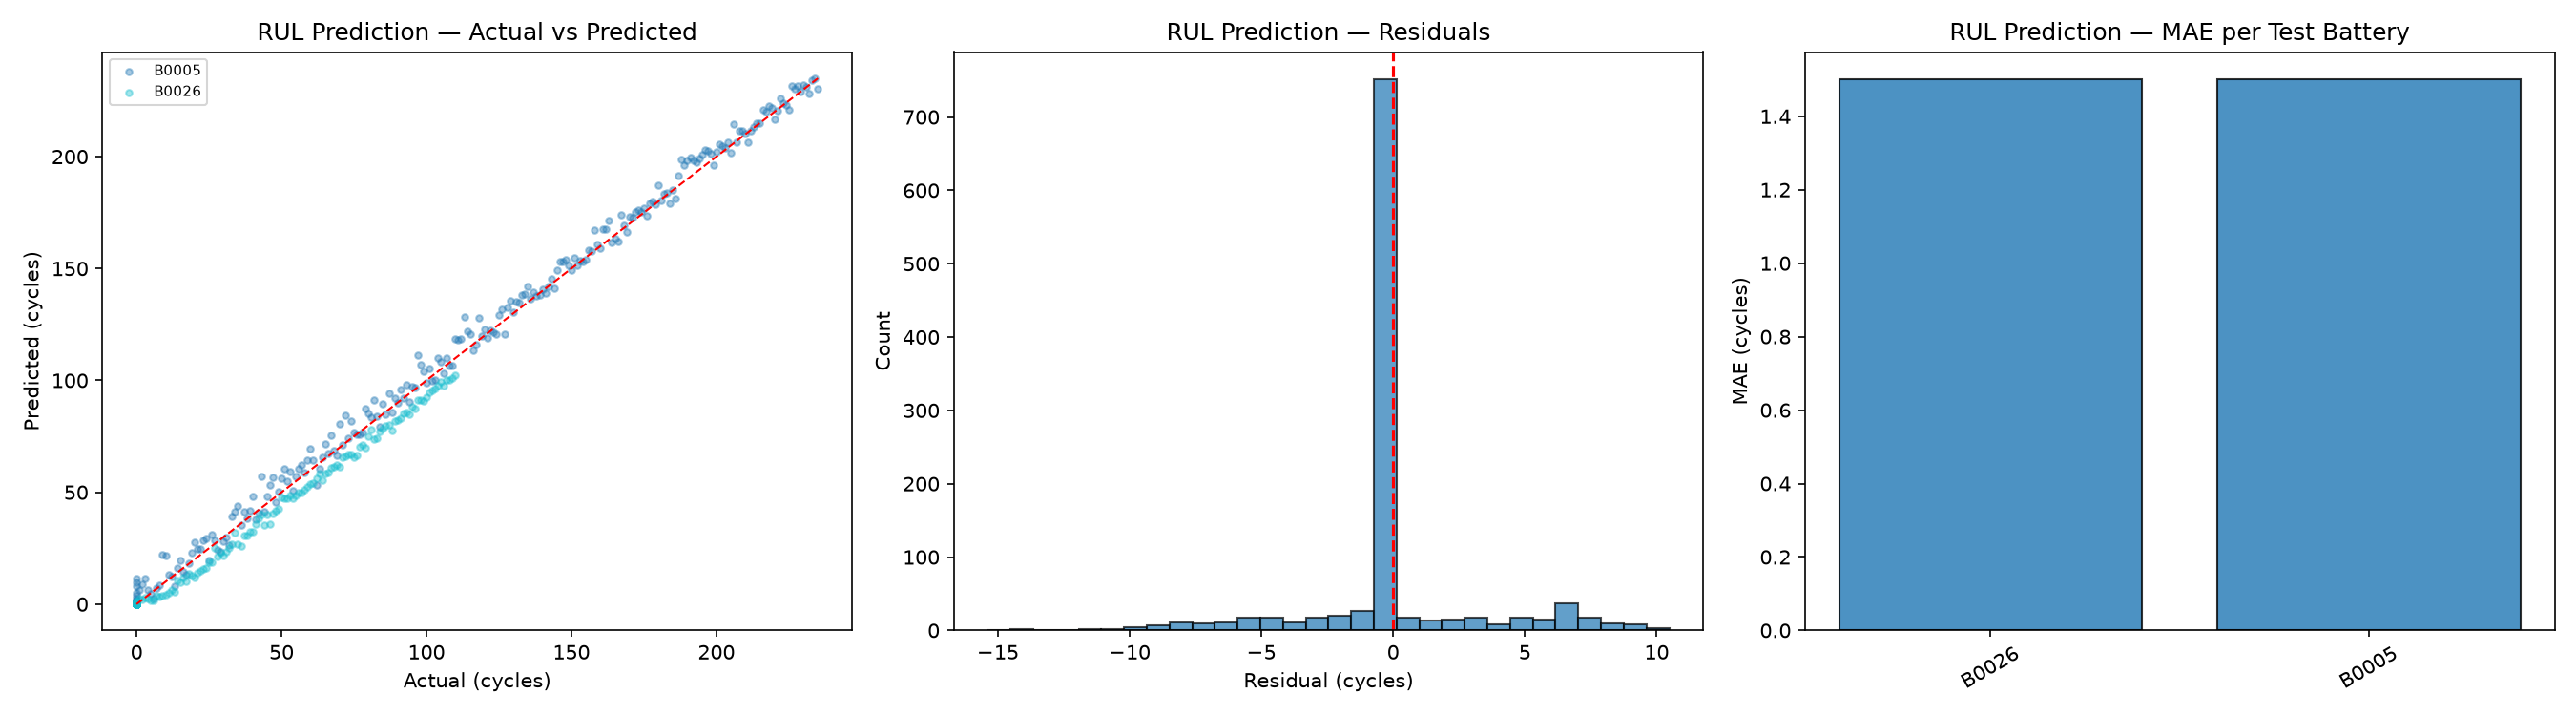 RUL Prediction — Actual vs Predicted
B0005
B0026
200
150
100
50
0
0 50 100 150 200
Predicted (cycles)
Actual (cycles)
RUL Prediction — Residuals
700
600
500
400
300
200
100
0
−15 −10 −5 0 5 10
Count
Residual (cycles)
RUL Prediction — MAE per Test Battery
1.4
1.2
1.0
0.8
0.6
0.4
0.2
0.0
MAE (cycles)
B0026
B0005